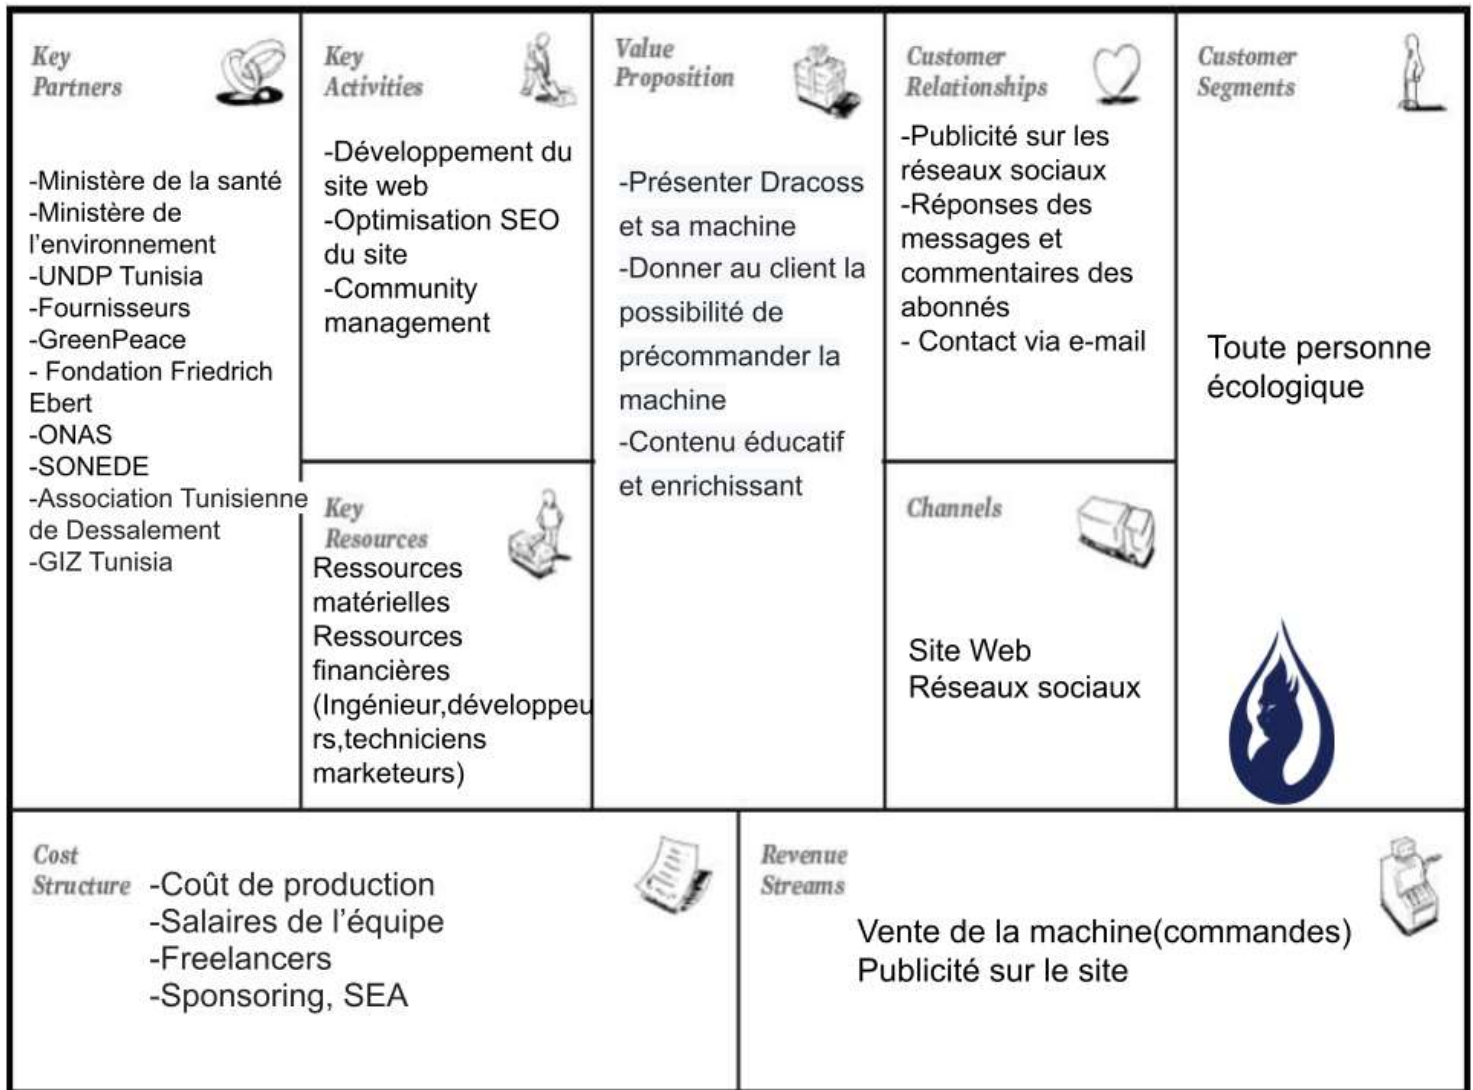 Key
Partners
-Ministère de la santé
-Ministère de
l'environnement
-UNDP Tunisia
-Fournisseurs
-GreenPeace
- Fondation Friedrich
Ebert
-ONAS
-SONEDE
-Association Tunisienne
de Dessalement
-GIZ Tunisia
Key
Activities
-Développement du
site web
-Optimisation SEO
du site
-Community
management
Key
Resources
Ressources
matérielles
Ressources
financières
(Ingénieur,développeu
rs,techniciens
marketeurs)
Value
Proposition
-Présenter Dracoss
et sa machine
-Donner au client la
possibilité de
précommander la
machine
-Contenu éducatif
et enrichissant
Customer
Relationships
-Publicité sur les
réseaux sociaux
-Réponses des
messages et
commentaires des
abonnés
- Contact via e-mail
Channels
Site Web
Réseaux sociaux
Customer
Segments
Toute personne
écologique
Cost
Structure
-Coût de production
-Salaires de l'équipe
-Freelancers
-Sponsoring, SEA
Revenue
Streams
Vente de la machine(commandes)
Publicité sur le site